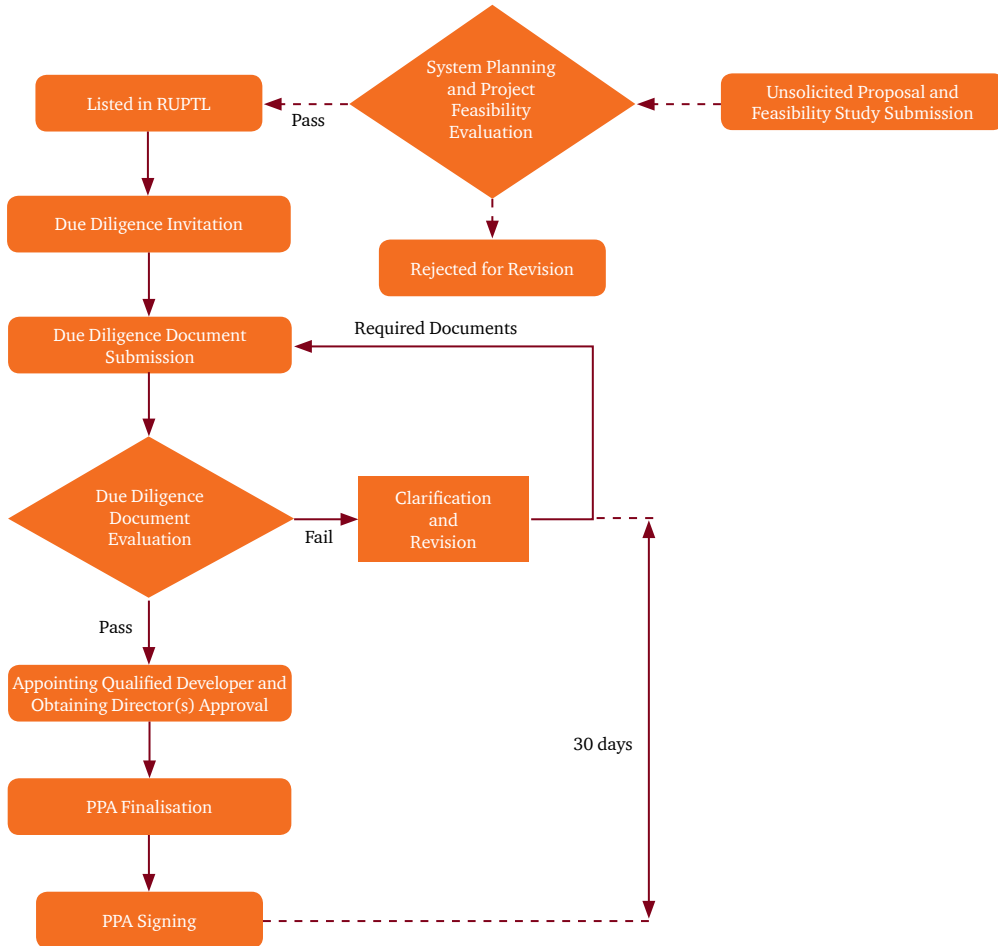 Unsolicited Proposal and
Feasibility Study Submission
System Planning
and Project
Feasibility
Evaluation
Pass
Listed in RUPTL
Rejected for Revision
Due Diligence Invitation
Due Diligence Document
Submission
Required Documents
Due Diligence
Document
Evaluation
Fail
Clarification
and
Revision
Pass
Appointing Qualified Developer and
Obtaining Director(s) Approval
30 days
PPA Finalisation
PPA Signing